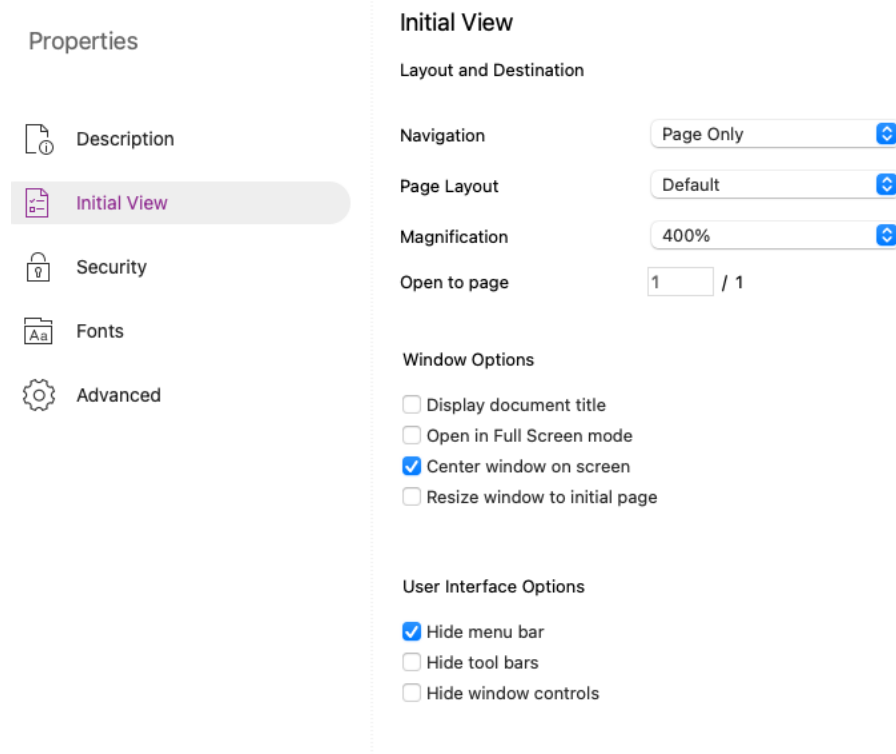 Properties
Description
Initial View
Security
Aa Fonts
Advanced
Initial View
Layout and Destination
Navigation Page Only
Page Layout Default
Magnification 400%
Open to page 1 / 1
Window Options
Display document title
Open in Full Screen mode
Center window on screen
Resize window to initial page
User Interface Options
Hide menu bar
Hide tool bars
Hide window controls